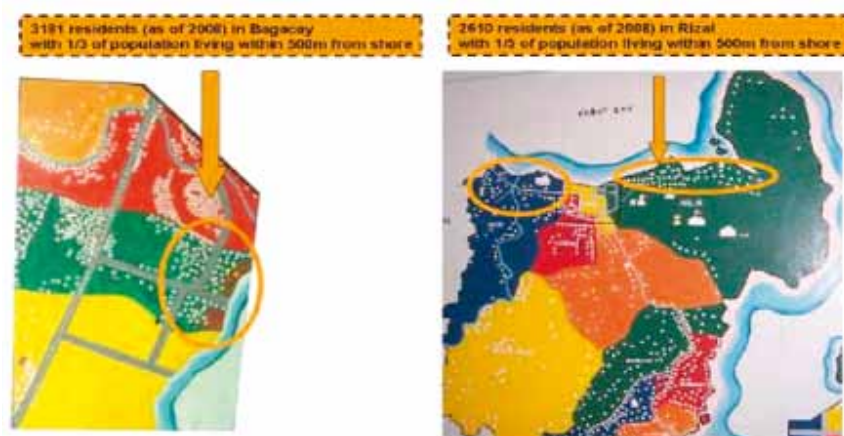 3181 residents (as of 2008) in Bagacay
with 1/3 of population living within 500m from shore
2610 residents (as of 2008) in Rizal
with 1/5 of population living within 500m from shore
BAY